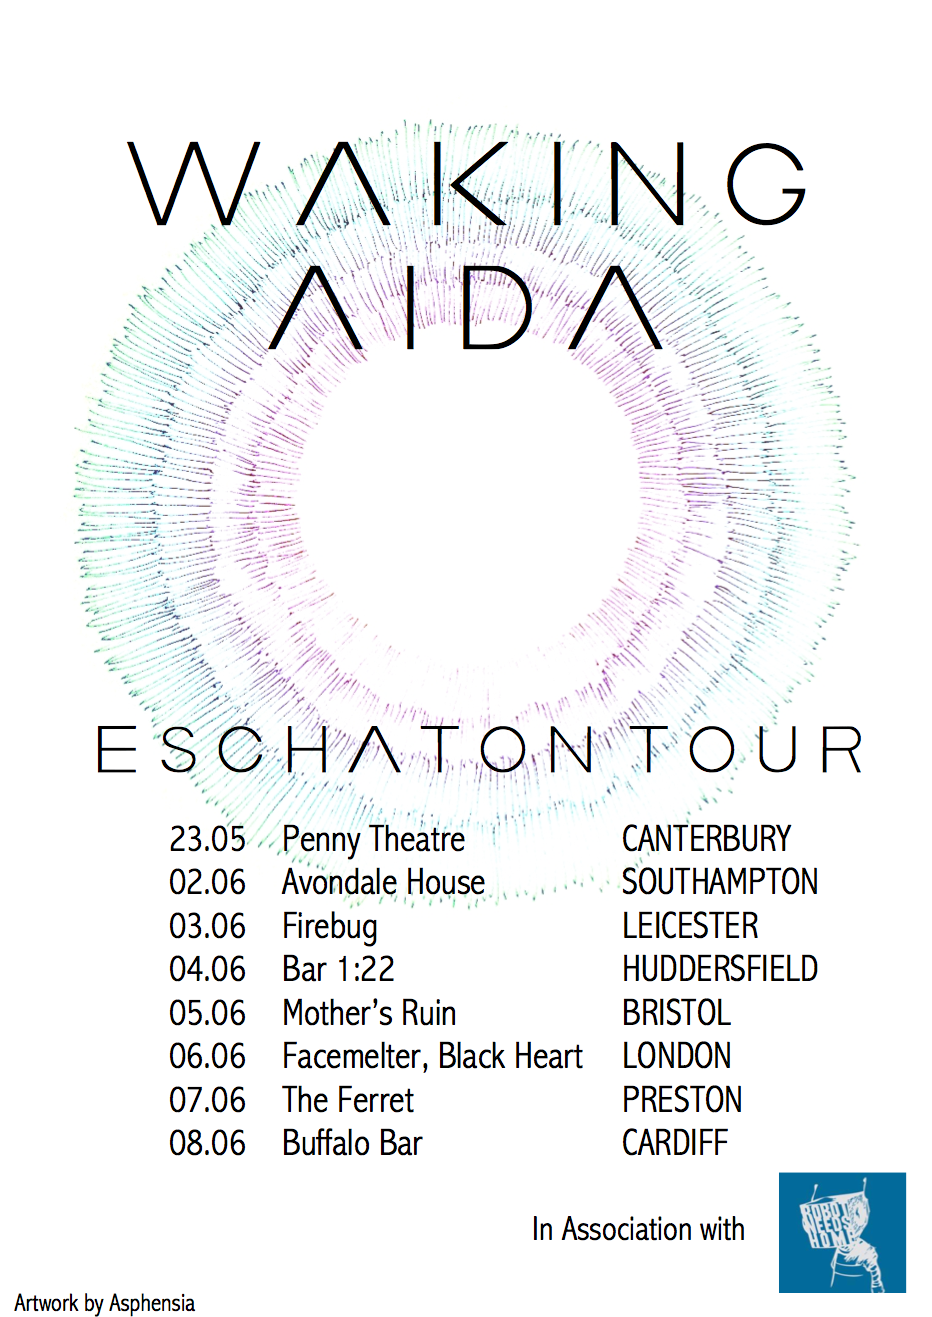 WAKING
AIDA
ESCHATON TOUR
23.05 Penny Theatre CANTERBURY
02.06 Avondale House SOUTHAMPTON
03.06 Firebug LEICESTER
04.06 Bar 1:22 HUDDERSFIELD
05.06 Mother's Ruin BRISTOL
06.06 Facemelter, Black Heart LONDON
07.06 The Ferret PRESTON
08.06 Buffalo Bar CARDIFF
ROBOT
NEEDS
HOME
In Association with
Artwork by Asphensia